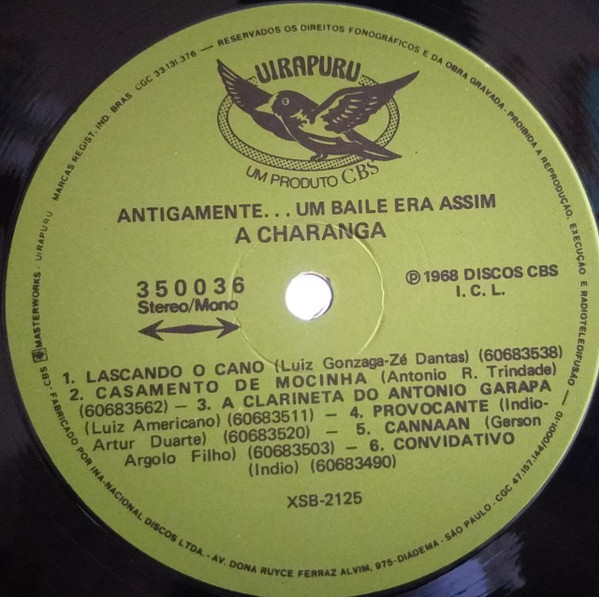 RESERVADOS OS DIREITOS FONOGRÁFICOS E DA OBRA GRAVADA - PROIBIDA A REPRODUÇÃO, EXECUÇÃO E RADIOTELEDIFUSÃO
CBS MASTERWORKS - UIRAPURU MARCAS REGIST. IND. BRAS CGC 33.131.376 —
UIRAPURU
UM PRODUTO CBS
ANTIGAMENTE... UM BAILE ERA ASSIM
A CHARANGA
350036
Stereo/Mono
℗ 1968 DISCOS CBS
I. C. L.
1. LASCANDO O CANO (Luiz Gonzaga-Zé Dantas) (60683538)
2. CASAMENTO DE MOCINHA (Antonio R. Trindade)
(60683562) — 3. A CLARINETA DO ANTONIO GARAPA
(Luiz Americano) (60683511) — 4. PROVOCANTE (Indio-
Artur Duarte) (60683520) — 5. CANNAAN (Gerson
Argolo Filho) (60683503) — 6. CONVIDATIVO
(Indio) (60683490)
XSB-2125
FABRICADO POR INA-NACIONAL DISCOS LTDA. - AV. DONA RUYCE FERRAZ ALVIM, 975-DIADEMA - SÃO PAULO - CGC 47.157.144/0001-10 —